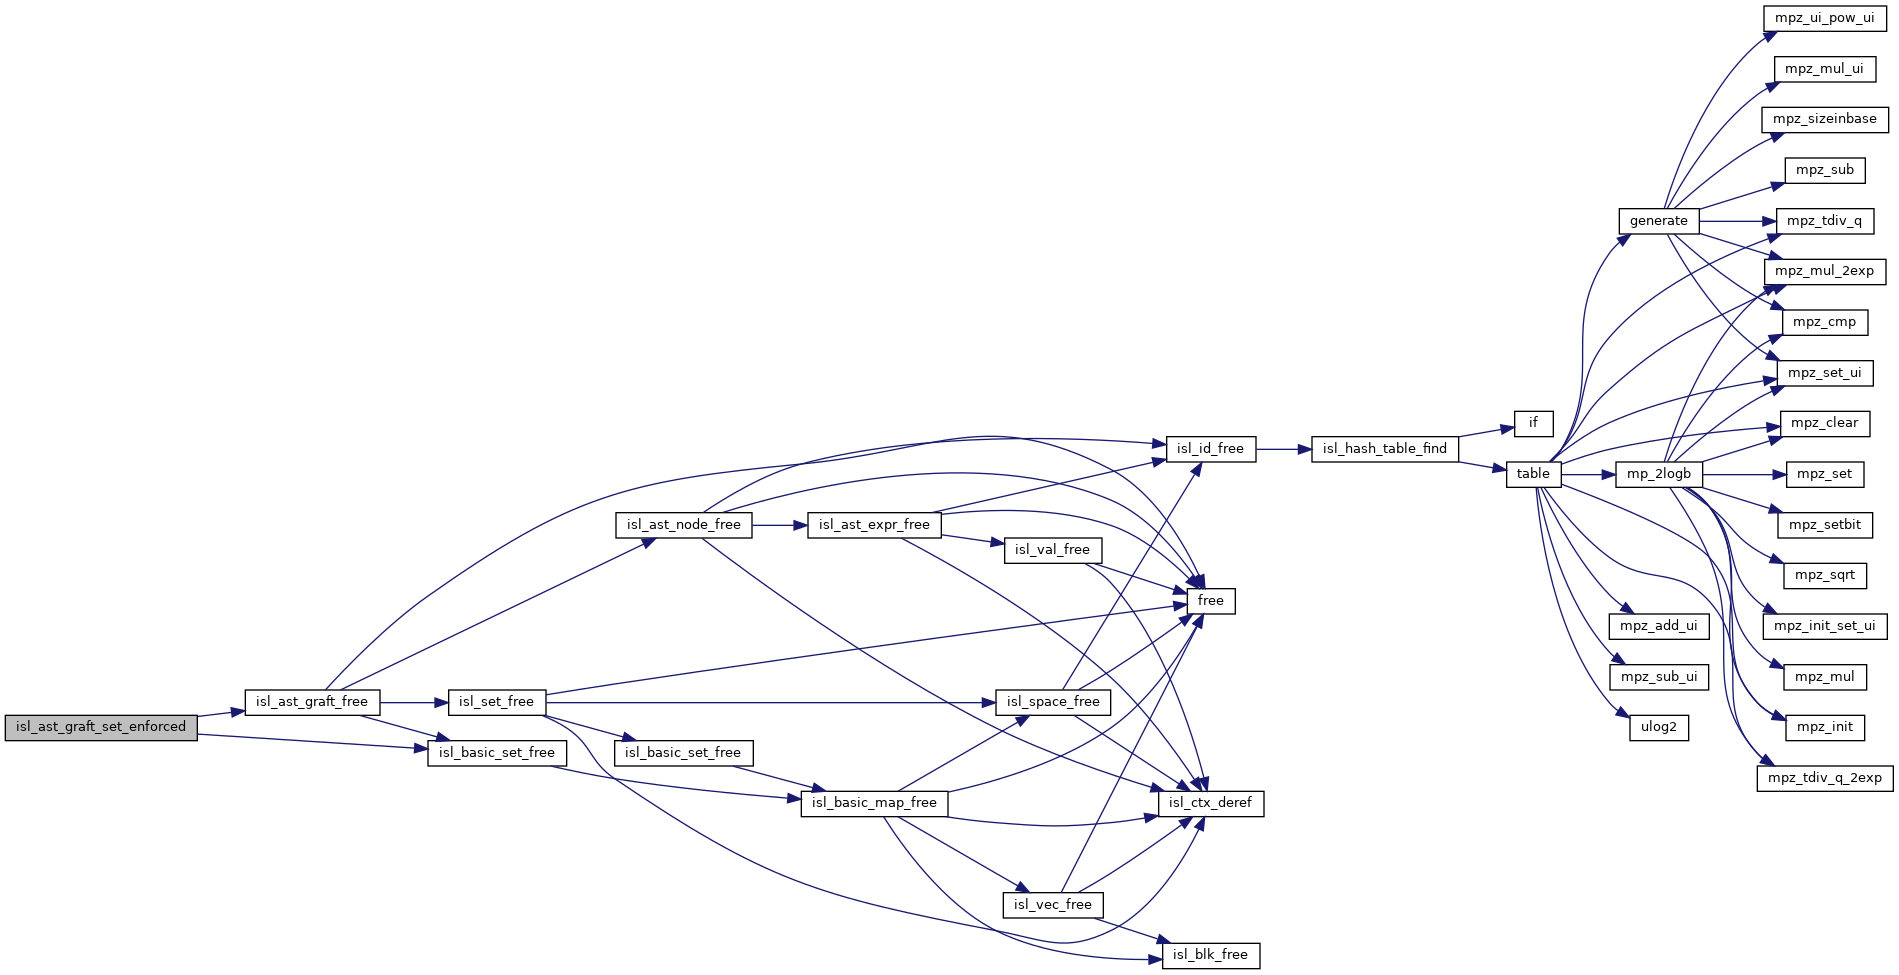 isl_ast_graft_set_enforced
isl_ast_graft_free
isl_set_free
isl_basic_set_free
isl_ast_node_free
isl_basic_set_free
isl_ast_expr_free
isl_basic_map_free
isl_val_free
isl_space_free
isl_vec_free
isl_id_free
free
isl_ctx_deref
isl_blk_free
isl_hash_table_find
if
table
generate
mp_2logb
mpz_add_ui
mpz_sub_ui
ulog2
mpz_ui_pow_ui
mpz_mul_ui
mpz_sizeinbase
mpz_sub
mpz_tdiv_q
mpz_mul_2exp
mpz_cmp
mpz_set_ui
mpz_clear
mpz_set
mpz_setbit
mpz_sqrt
mpz_init_set_ui
mpz_mul
mpz_init
mpz_tdiv_q_2exp